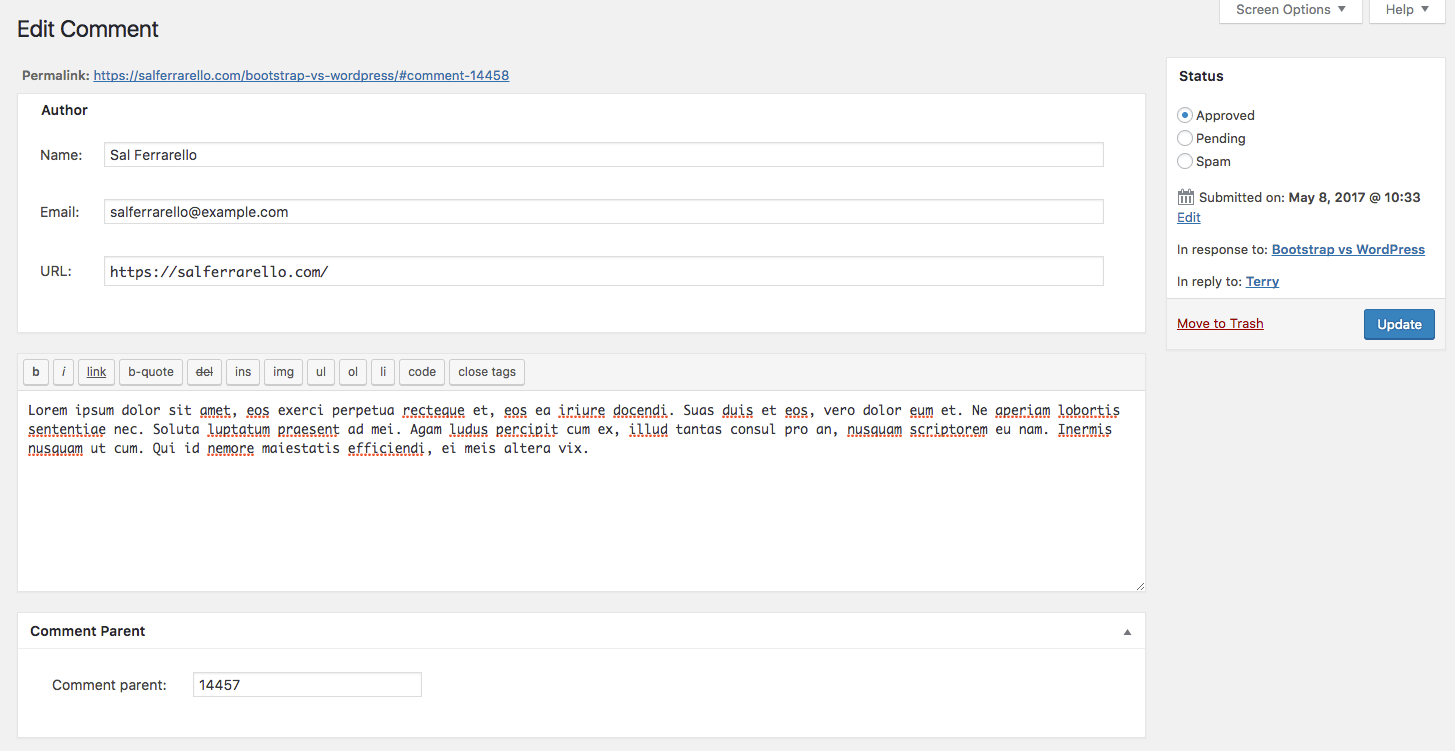 Screen Options ▼ Help ▼
Edit Comment
Permalink: https://salferrarello.com/bootstrap-vs-wordpress/#comment-14458
Author
Name: Sal Ferrarello
Email: salferrarello@example.com
URL: https://salferrarello.com/
b i link b-quote del ins img ul ol li code close tags
Lorem ipsum dolor sit amet, eos exerci perpetua recteque et, eos ea iriure docendi. Suas duis et eos, vero dolor eum et. Ne aperiam lobortis
sententiae nec. Soluta luptatum praesent ad mei. Agam ludus percipit cum ex, illud tantas consul pro an, nusquam scriptorem eu nam. Inermis
nusquam ut cum. Qui id nemore maiestatis efficiendi, ei meis altera vix.
Comment Parent ▲
Comment parent: 14457
Status
Approved
Pending
Spam
Submitted on: May 8, 2017 @ 10:33
Edit
In response to: Bootstrap vs WordPress
In reply to: Terry
Move to Trash Update